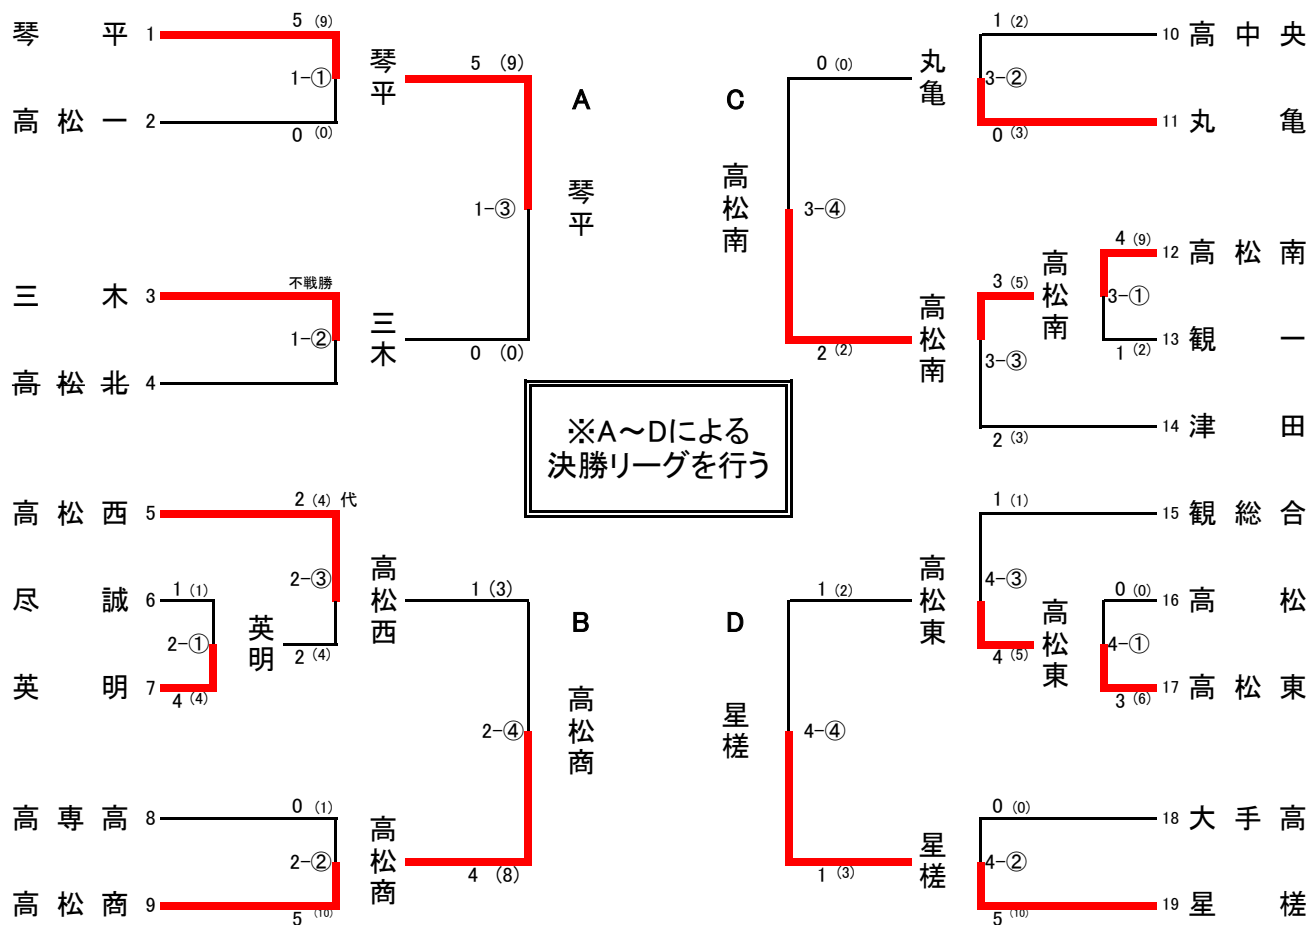 琴平 1 5 (9)
1-①
高松一 2 0 (0)
琴平 5 (9)
1-③
三木 3 不戦勝
1-②
高松北 4
三木 0 (0)
A
琴平
高松西 5 2 (4) 代
2-③
尽誠 6 1 (1)
2-①
英明 7 4 (4)
英明 2 (4)
高松西 1 (3)
2-④
高専高 8 0 (1)
2-②
高松商 9 5 (10)
高松商 4 (8)
B
高松商
※A～Dによる
決勝リーグを行う
C
高松南
丸亀 0 (0)
3-④
高松南 2 (2)
1 (2) 10 高中央
3-②
0 (3) 11 丸亀
4 (9) 12 高松南
3-①
1 (2) 13 観一
高松南 3 (5)
3-③
2 (3) 14 津田
D
星槎
高松東 1 (2)
4-④
星槎 1 (3)
1 (1) 15 観総合
4-③
高松東 4 (5)
0 (0) 16 高松
4-①
3 (6) 17 高松東
0 (0) 18 大手高
4-②
5 (10) 19 星槎